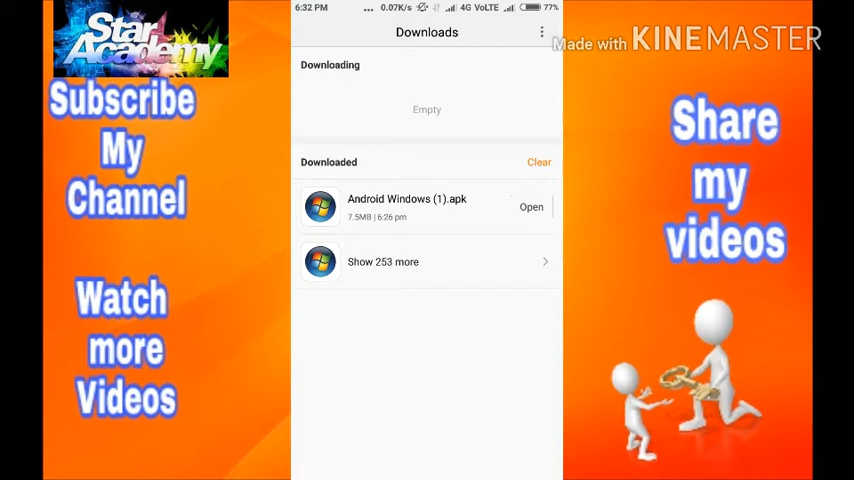 Star
Academy
Subscribe
My
Channel
Watch
more
Videos
6:32 PM ... 0.07K/s 4G VoLTE 77%
Downloads
Downloading
Empty
Downloaded Clear
Android Windows (1).apk
7.5MB | 6:26 pm
Open
Show 253 more
Made with KINEMASTER
Share
my
videos